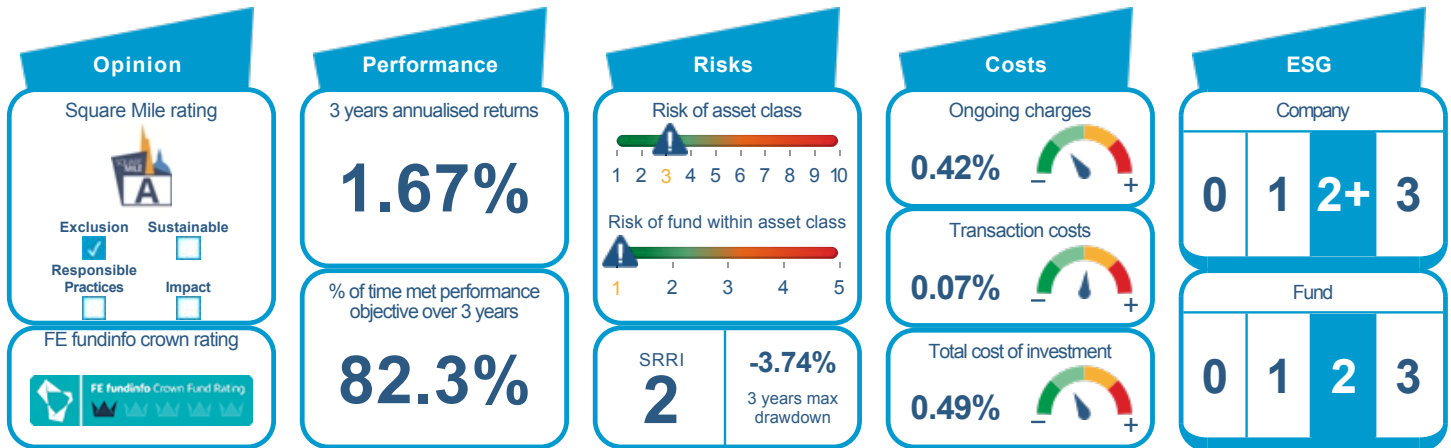 Opinion
Square Mile rating
SQUARE
MILE
A
Exclusion
Sustainable
Responsible
Practices
Impact
FE fundinfo crown rating
FE fundinfo Crown Fund Rating
Performance
3 years annualised returns
1.67%
% of time met performance
objective over 3 years
82.3%
Risks
Risk of asset class
1 2 3 4 5 6 7 8 9 10
Risk of fund within asset class
1 2 3 4 5
SRRI
2
-3.74%
3 years max
drawdown
Costs
Ongoing charges
0.42%
– +
Transaction costs
0.07%
– +
Total cost of investment
0.49%
– +
ESG
Company
0 1 2+ 3
Fund
0 1 2 3